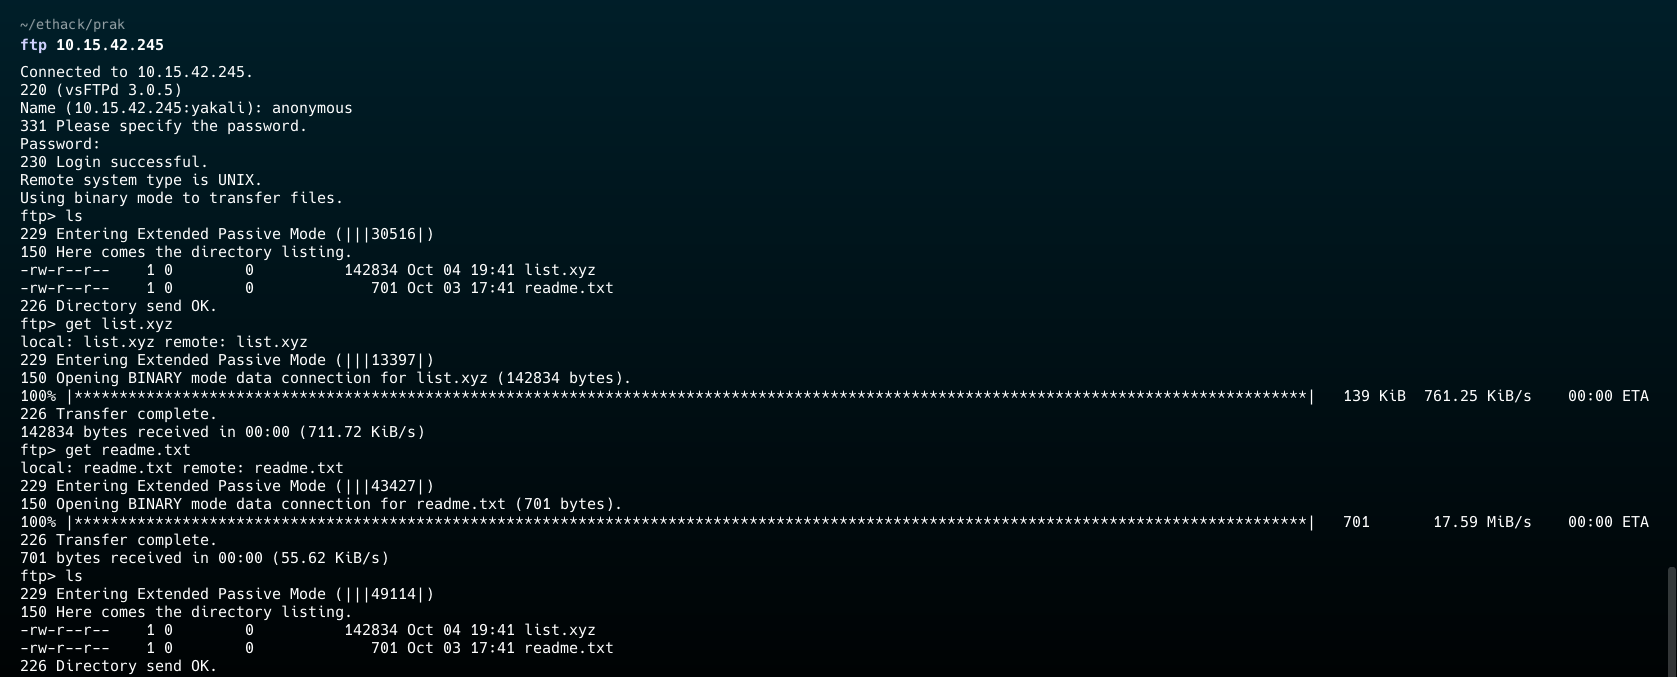 ~/ethack/prak
ftp 10.15.42.245
Connected to 10.15.42.245.
220 (vsFTPd 3.0.5)
Name (10.15.42.245:yakali): anonymous
331 Please specify the password.
Password:
230 Login successful.
Remote system type is UNIX.
Using binary mode to transfer files.
ftp> ls
229 Entering Extended Passive Mode (|||30516|)
150 Here comes the directory listing.
-rw-r--r--    1 0        0          142834 Oct 04 19:41 list.xyz
-rw-r--r--    1 0        0             701 Oct 03 17:41 readme.txt
226 Directory send OK.
ftp> get list.xyz
local: list.xyz remote: list.xyz
229 Entering Extended Passive Mode (|||13397|)
150 Opening BINARY mode data connection for list.xyz (142834 bytes).
100% |*****************************************************************************************************************************************|   139 KiB  761.25 KiB/s    00:00 ETA
226 Transfer complete.
142834 bytes received in 00:00 (711.72 KiB/s)
ftp> get readme.txt
local: readme.txt remote: readme.txt
229 Entering Extended Passive Mode (|||43427|)
150 Opening BINARY mode data connection for readme.txt (701 bytes).
100% |*****************************************************************************************************************************************|   701       17.59 MiB/s    00:00 ETA
226 Transfer complete.
701 bytes received in 00:00 (55.62 KiB/s)
ftp> ls
229 Entering Extended Passive Mode (|||49114|)
150 Here comes the directory listing.
-rw-r--r--    1 0        0          142834 Oct 04 19:41 list.xyz
-rw-r--r--    1 0        0             701 Oct 03 17:41 readme.txt
226 Directory send OK.